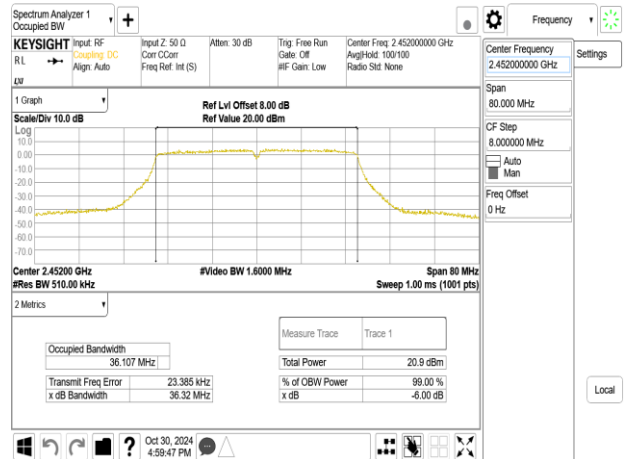 Spectrum Analyzer 1
Occupied BW
Frequency
KEYSIGHT
RL
LXI
Input: RF
Coupling: DC
Align: Auto
Input Z: 50 Ω
Corr CCorr
Freq Ref: Int (S)
Atten: 30 dB
Trig: Free Run
Gate: Off
#IF Gain: Low
Center Freq: 2.452000000 GHz
Avg|Hold: 100/100
Radio Std: None
Center Frequency
2.452000000 GHz
Settings
Span
80.000 MHz
CF Step
8.000000 MHz
Auto
Man
Freq Offset
0 Hz
Local
1 Graph
Scale/Div 10.0 dB
Ref Lvl Offset 8.00 dB
Ref Value 20.00 dBm
Log
10.0
0.00
-10.0
-20.0
-30.0
-40.0
-50.0
-60.0
-70.0
Center 2.45200 GHz
#Video BW 1.6000 MHz
Span 80 MHz
#Res BW 510.00 kHz
Sweep 1.00 ms (1001 pts)
2 Metrics
Measure Trace
Trace 1
Occupied Bandwidth
36.107 MHz
Total Power
20.9 dBm
Transmit Freq Error
23.385 kHz
% of OBW Power
99.00 %
x dB Bandwidth
36.32 MHz
x dB
-6.00 dB
Oct 30, 2024
4:59:47 PM